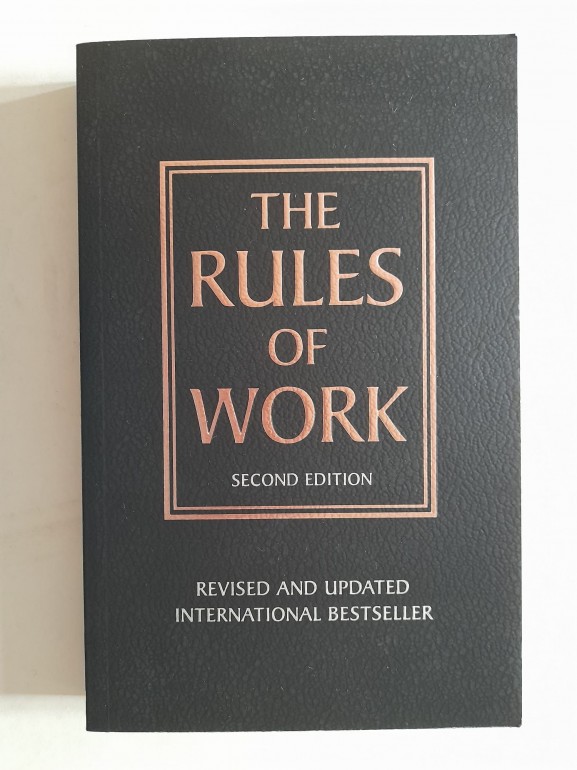 THE
RULES
OF
WORK
SECOND EDITION
REVISED AND UPDATED
INTERNATIONAL BESTSELLER